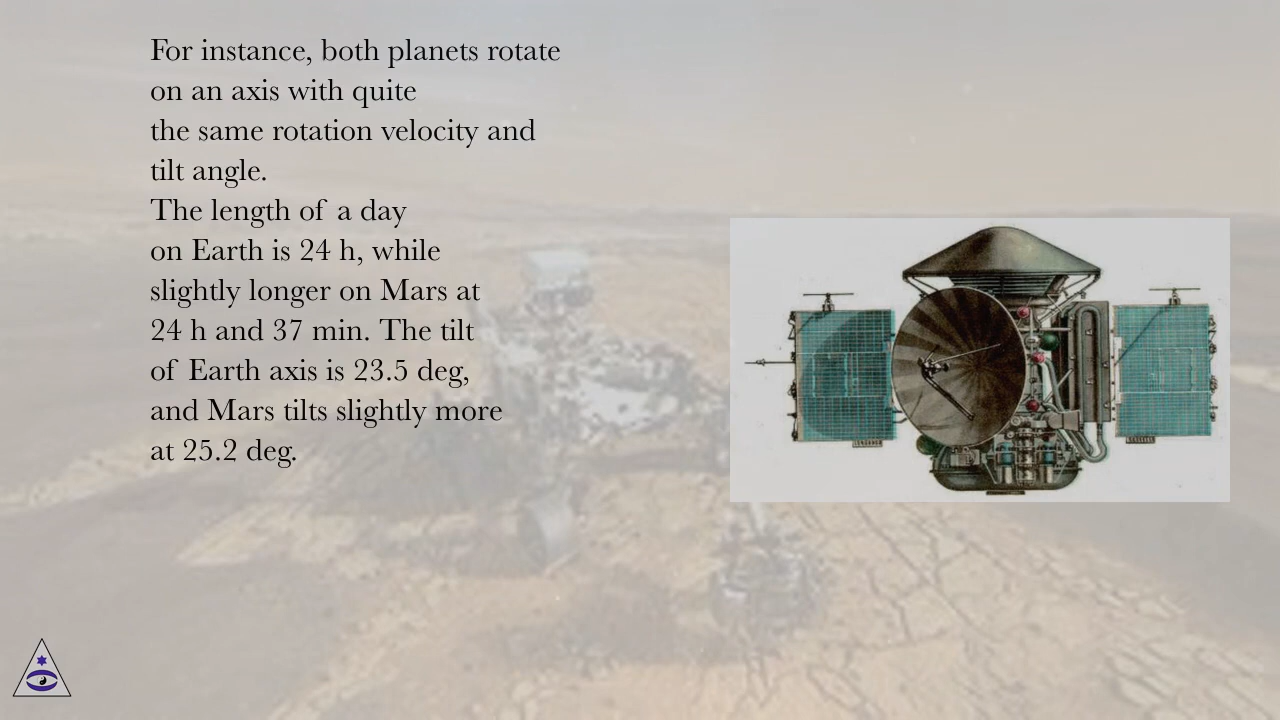 For instance, both planets rotate
on an axis with quite
the same rotation velocity and
tilt angle.
The length of a day
on Earth is 24 h, while
slightly longer on Mars at
24 h and 37 min. The tilt
of Earth axis is 23.5 deg,
and Mars tilts slightly more
at 25.2 deg.